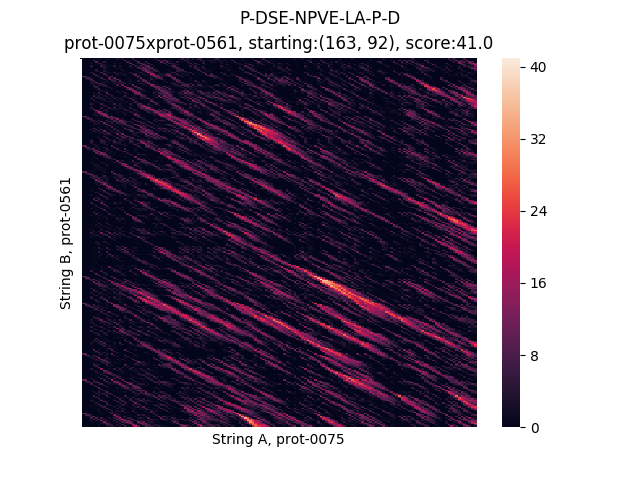 P-DSE-NPVE-LA-P-D
prot-0075xprot-0561, starting:(163, 92), score:41.0
String B, prot-0561
String A, prot-0075
40
32
24
16
8
0